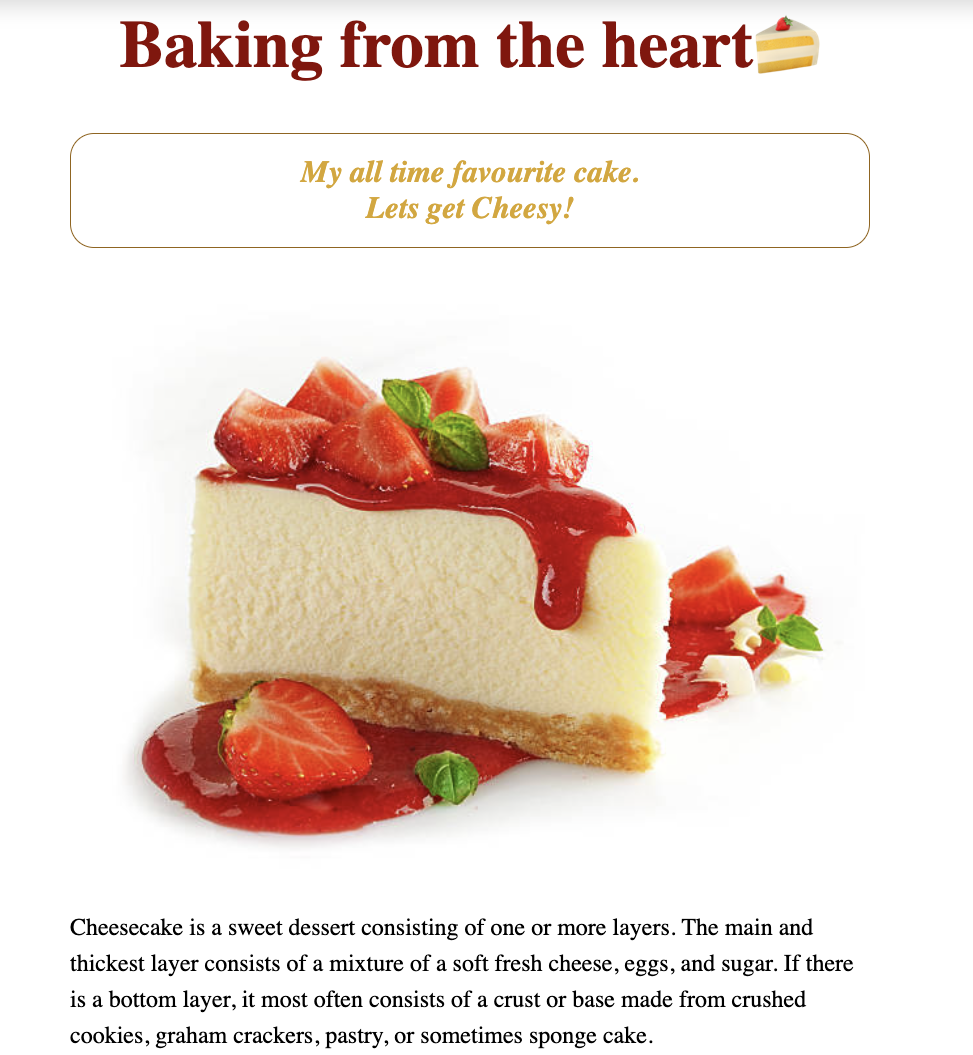 Baking from the heart🍰
My all time favourite cake.
Lets get Cheesy!
Cheesecake is a sweet dessert consisting of one or more layers. The main and
thickest layer consists of a mixture of a soft fresh cheese, eggs, and sugar. If there
is a bottom layer, it most often consists of a crust or base made from crushed
cookies, graham crackers, pastry, or sometimes sponge cake.